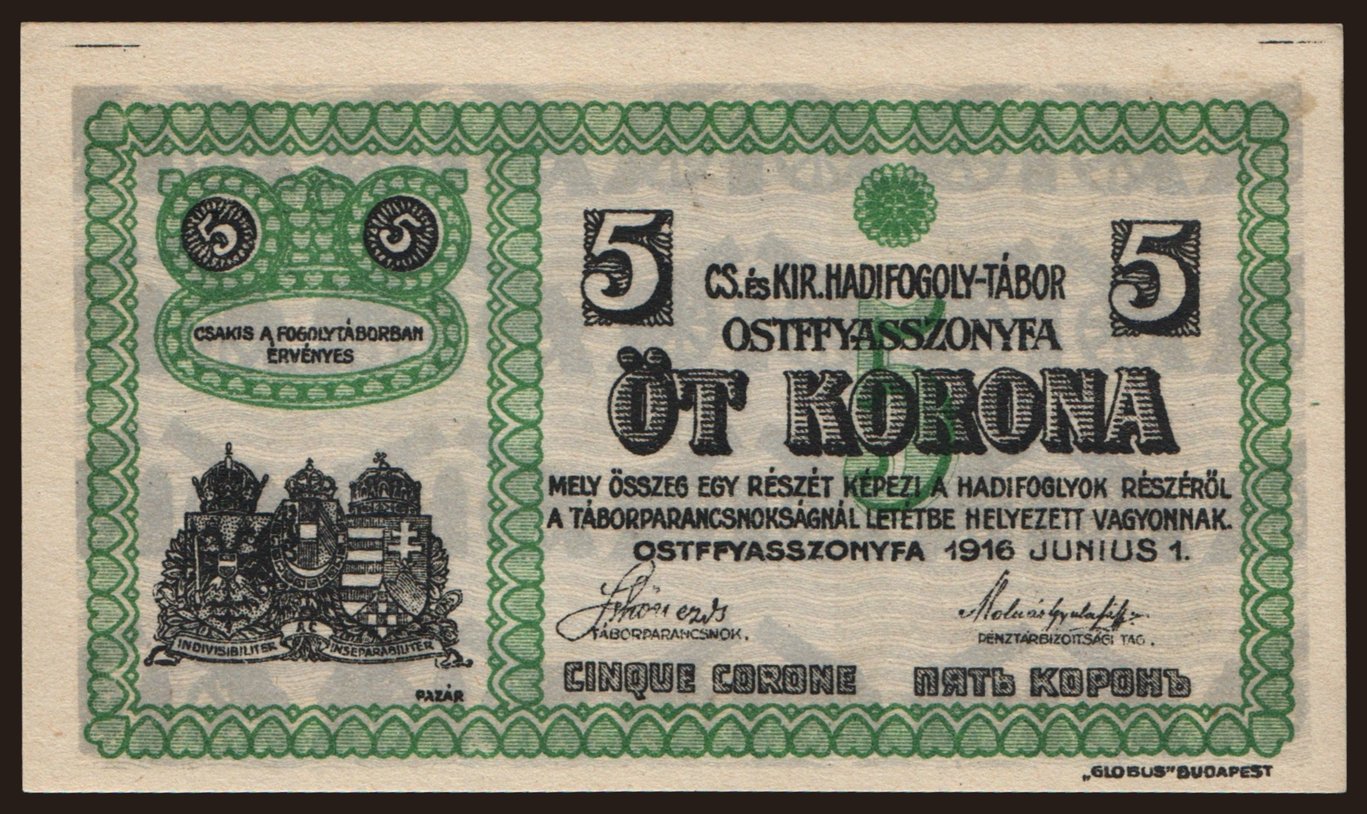 5 5
CSAKIS A FOGOLYTÁBORBAN
ÉRVÉNYES
INDIVISIBILITER INSEPARABILITER
PAZÁR
5 5
CS. ÉS KIR. HADIFOGOLY-TÁBOR
OSTFFYASSZONYFA
5
ÖT KORONA
MELY ÖSSZEG EGY RÉSZÉT KÉPEZI A HADIFOGLYOK RÉSZÉRŐL
A TÁBORPARANCSNOKSÁGNÁL LETÉTBE HELYEZETT VAGYONNAK.
OSTFFYASSZONYFA 1916 JUNIUS 1.
TÁBORPARANCSNOK. PÉNZTÁRBIZOTTSÁGI TAG.
CINQUE CORONE ПЯТЬ КОРОНЪ
„GLOBUS" BUDAPEST